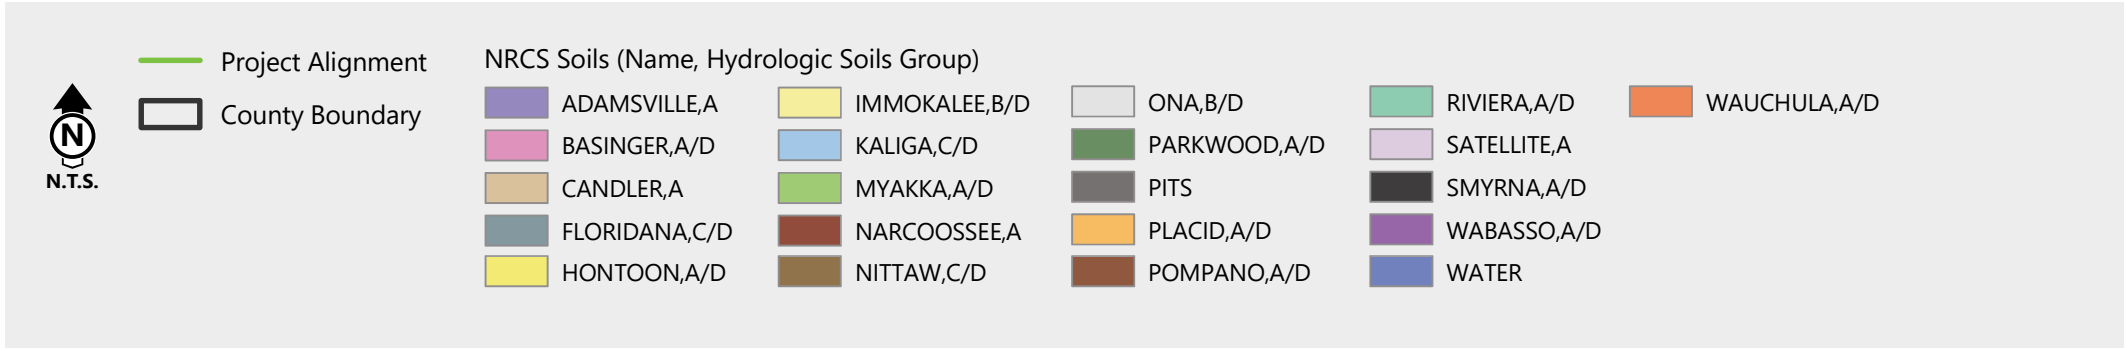 N
N.T.S.
Project Alignment
County Boundary
NRCS Soils (Name, Hydrologic Soils Group)
ADAMSVILLE,A
BASINGER,A/D
CANDLER,A
FLORIDANA,C/D
HONTOON,A/D
IMMOKALEE,B/D
KALIGA,C/D
MYAKKA,A/D
NARCOOSSEE,A
NITTAW,C/D
ONA,B/D
PARKWOOD,A/D
PITS
PLACID,A/D
POMPANO,A/D
RIVIERA,A/D
SATELLITE,A
SMYRNA,A/D
WABASSO,A/D
WATER
WAUCHULA,A/D